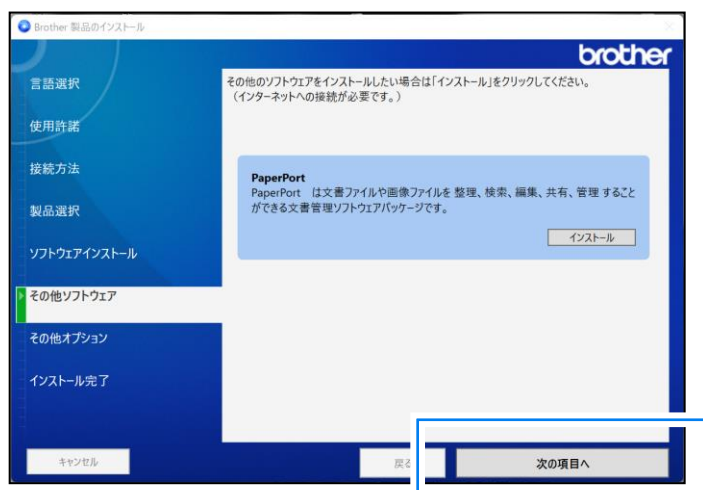 Brother 製品のインストール
brother
言語選択
使用許諾
接続方法
製品選択
ソフトウェアインストール
その他ソフトウェア
その他オプション
インストール完了
その他のソフトウェアをインストールしたい場合は「インストール」をクリックしてください。
（インターネットへの接続が必要です。）
PaperPort
PaperPort　は文書ファイルや画像ファイルを 整理、検索、編集、共有、管理 すること
ができる文書管理ソフトウェアパッケージです。
インストール
キャンセル
次の項目へ